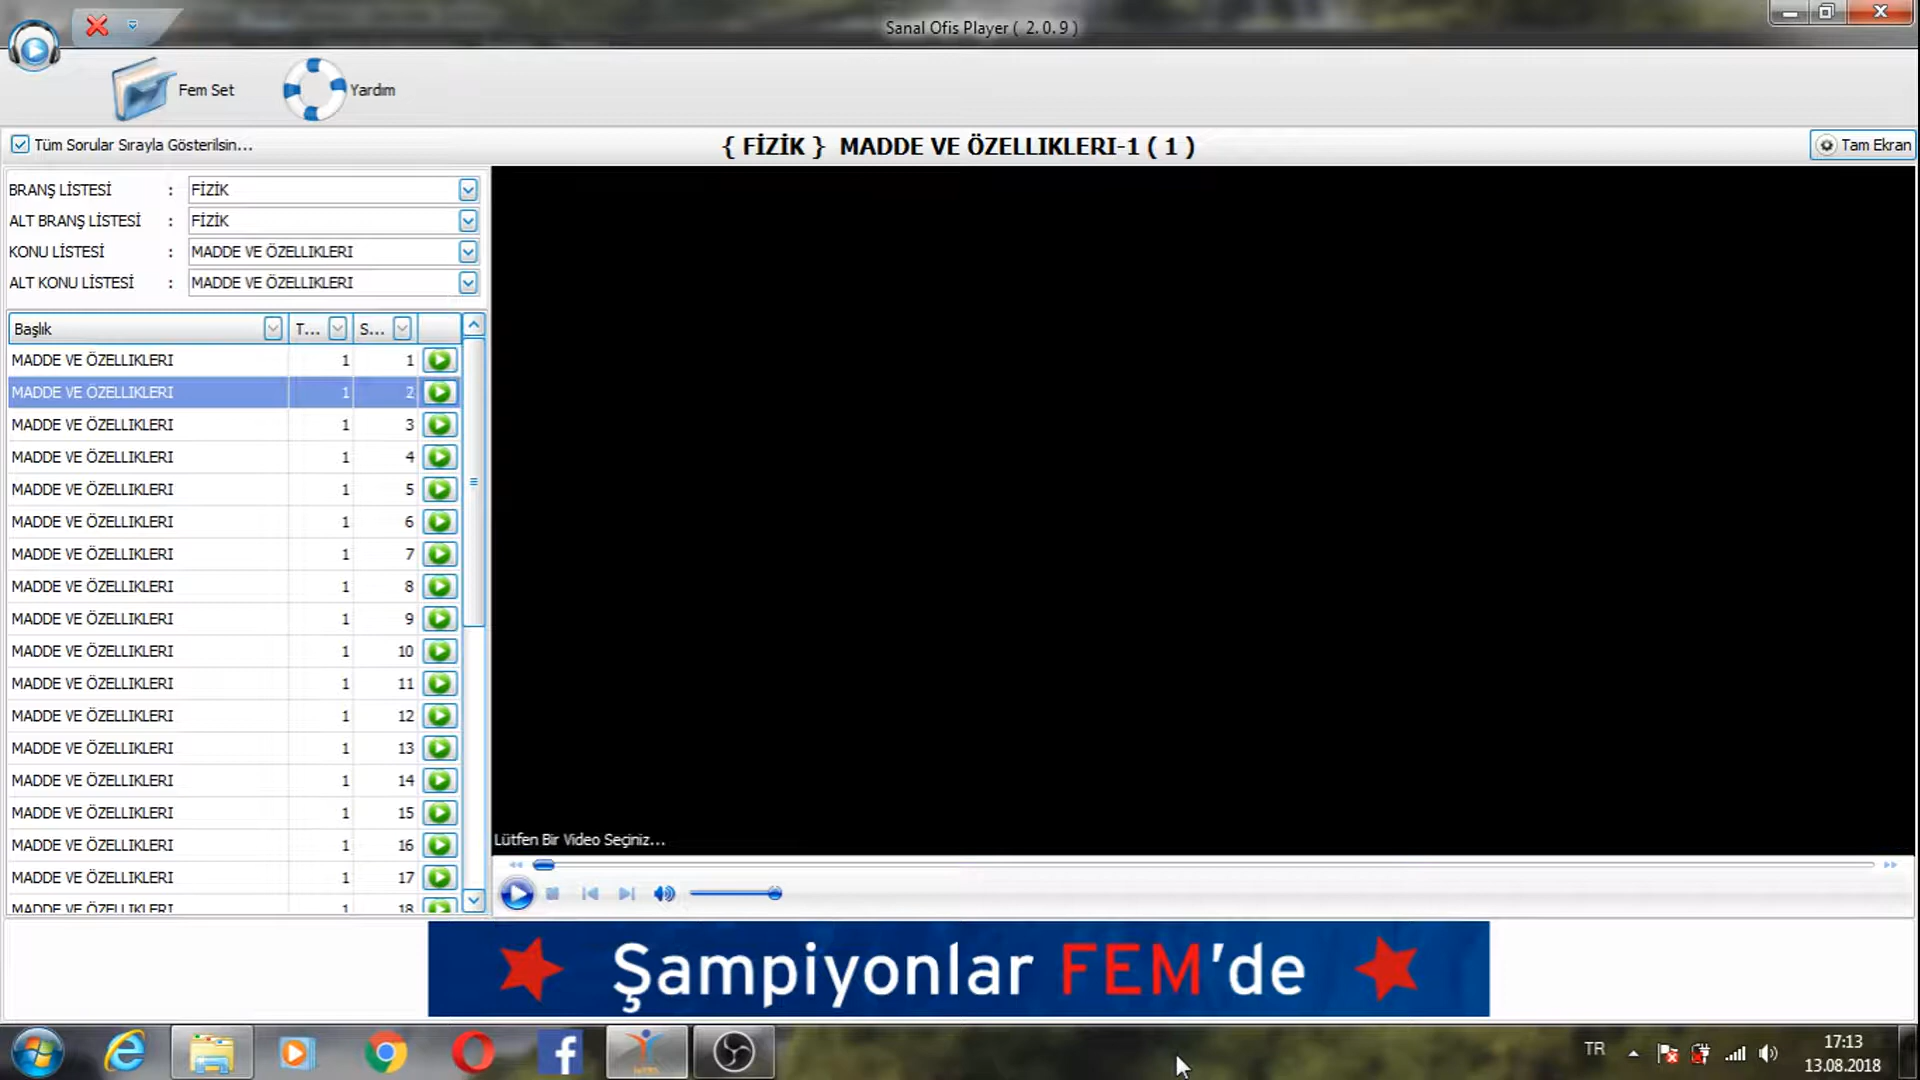 Sanal Ofis Player ( 2.0.9 )
Fem Set
Yardım
Tüm Sorular Sırayla Gösterilsin...
{ FİZİK }  MADDE VE ÖZELLIKLERI-1 ( 1 )
Tam Ekran
BRANŞ LİSTESİ : FİZİK
ALT BRANŞ LİSTESİ : FİZİK
KONU LİSTESİ : MADDE VE ÖZELLIKLERI
ALT KONU LİSTESİ : MADDE VE ÖZELLIKLERI
Başlık T... S...
MADDE VE ÖZELLIKLERI 1 1
MADDE VE ÖZELLIKLERI 1 2
MADDE VE ÖZELLIKLERI 1 3
MADDE VE ÖZELLIKLERI 1 4
MADDE VE ÖZELLIKLERI 1 5
MADDE VE ÖZELLIKLERI 1 6
MADDE VE ÖZELLIKLERI 1 7
MADDE VE ÖZELLIKLERI 1 8
MADDE VE ÖZELLIKLERI 1 9
MADDE VE ÖZELLIKLERI 1 10
MADDE VE ÖZELLIKLERI 1 11
MADDE VE ÖZELLIKLERI 1 12
MADDE VE ÖZELLIKLERI 1 13
MADDE VE ÖZELLIKLERI 1 14
MADDE VE ÖZELLIKLERI 1 15
MADDE VE ÖZELLIKLERI 1 16
MADDE VE ÖZELLIKLERI 1 17
MADDE VE ÖZELLIKLERI 1 18
Lütfen Bir Video Seçiniz...
Şampiyonlar FEM'de
TR
17:13
13.08.2018